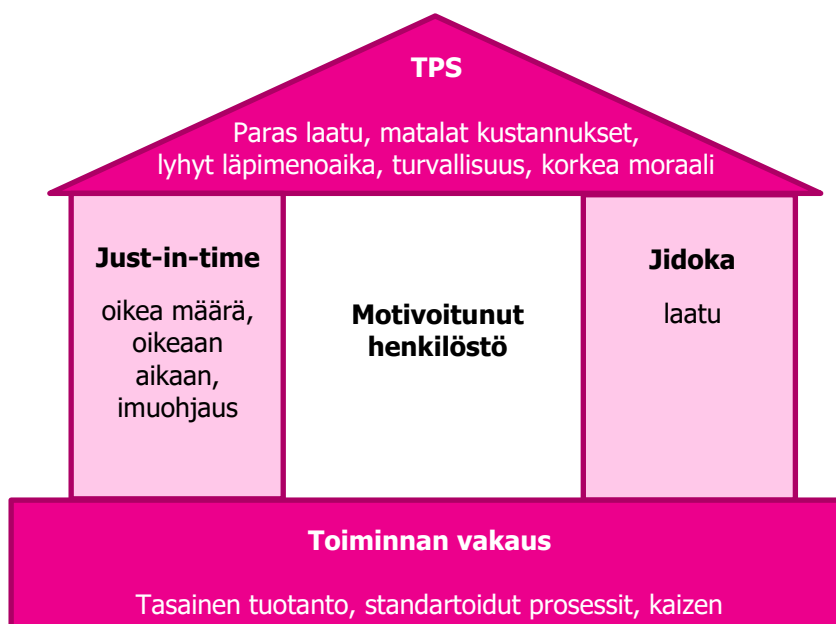 TPS
Paras laatu, matalat kustannukset,
lyhyt läpimenoaika, turvallisuus, korkea moraali
Just-in-time
oikea määrä,
oikeaan
aikaan,
imuohjaus
Motivoitunut
henkilöstö
Jidoka
laatu
Toiminnan vakaus
Tasainen tuotanto, standartoidut prosessit, kaizen